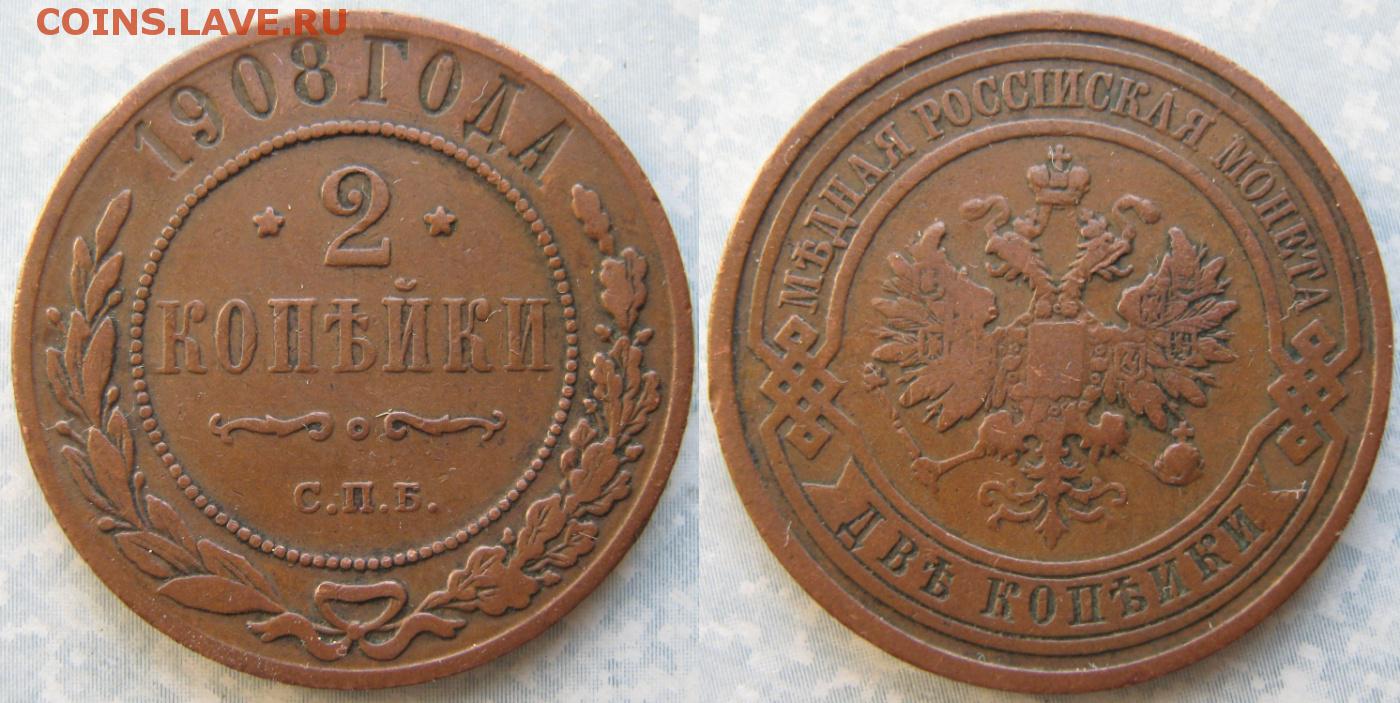 COINS.LAVE.RU
1908 ГОДА
2
КОПѢЙКИ
С.П.Б.
МѢДНАЯ РОССІЙСКАЯ МОНЕТА
ДВѢ КОПѢЙКИ